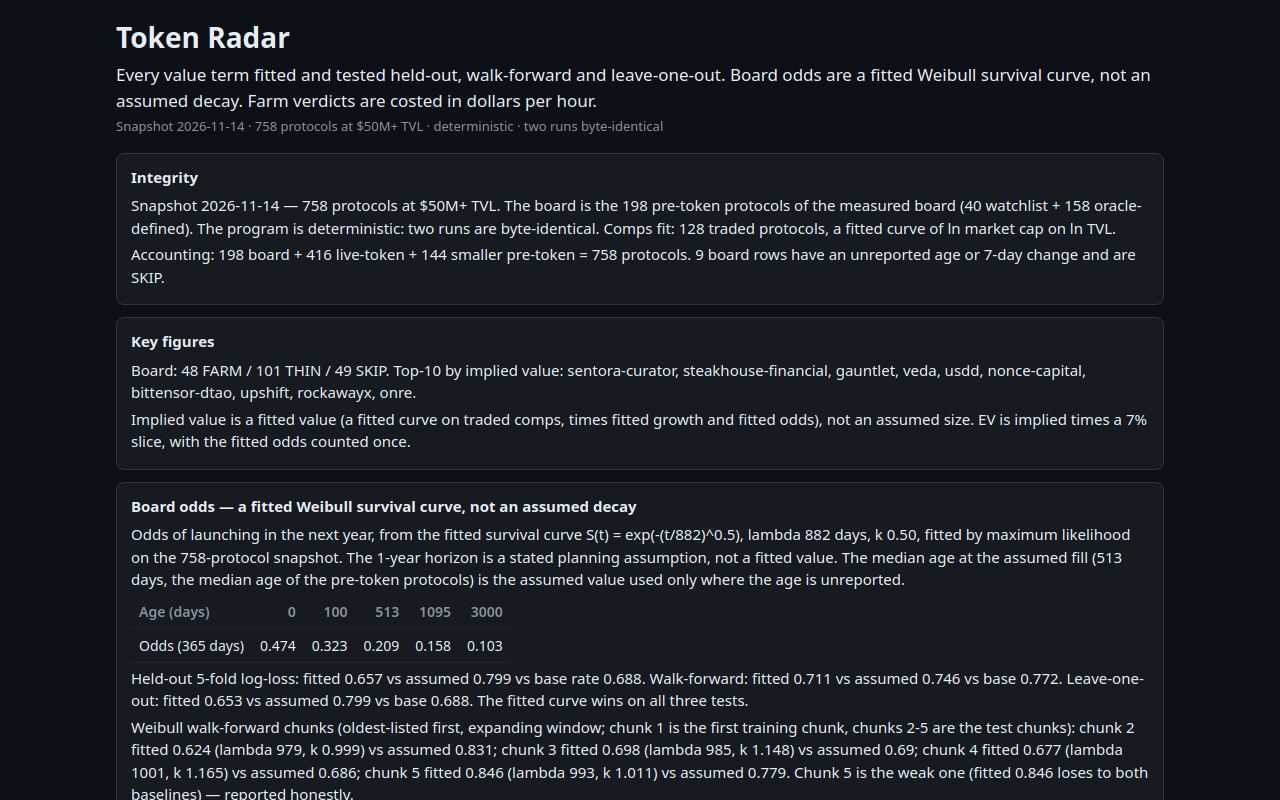 Token Radar
Every value term fitted and tested held-out, walk-forward and leave-one-out. Board odds are a fitted Weibull survival curve, not an
assumed decay. Farm verdicts are costed in dollars per hour.
Snapshot 2026-11-14 · 758 protocols at $50M+ TVL · deterministic · two runs byte-identical
Integrity
Snapshot 2026-11-14 — 758 protocols at $50M+ TVL. The board is the 198 pre-token protocols of the measured board (40 watchlist + 158 oracle-
defined). The program is deterministic: two runs are byte-identical. Comps fit: 128 traded protocols, a fitted curve of ln market cap on ln TVL.
Accounting: 198 board + 416 live-token + 144 smaller pre-token = 758 protocols. 9 board rows have an unreported age or 7-day change and are
SKIP.
Key figures
Board: 48 FARM / 101 THIN / 49 SKIP. Top-10 by implied value: sentora-curator, steakhouse-financial, gauntlet, veda, usdd, nonce-capital,
bittensor-dtao, upshift, rockawayx, onre.
Implied value is a fitted value (a fitted curve on traded comps, times fitted growth and fitted odds), not an assumed size. EV is implied times a 7%
slice, with the fitted odds counted once.
Board odds — a fitted Weibull survival curve, not an assumed decay
Odds of launching in the next year, from the fitted survival curve S(t) = exp(-(t/882)^0.5), lambda 882 days, k 0.50, fitted by maximum likelihood
on the 758-protocol snapshot. The 1-year horizon is a stated planning assumption, not a fitted value. The median age at the assumed fill (513
days, the median age of the pre-token protocols) is the assumed value used only where the age is unreported.
Age (days) 0 100 513 1095 3000
Odds (365 days) 0.474 0.323 0.209 0.158 0.103
Held-out 5-fold log-loss: fitted 0.657 vs assumed 0.799 vs base rate 0.688. Walk-forward: fitted 0.711 vs assumed 0.746 vs base 0.772. Leave-one-
out: fitted 0.653 vs assumed 0.799 vs base 0.688. The fitted curve wins on all three tests.
Weibull walk-forward chunks (oldest-listed first, expanding window; chunk 1 is the first training chunk, chunks 2-5 are the test chunks): chunk 2
fitted 0.624 (lambda 979, k 0.999) vs assumed 0.831; chunk 3 fitted 0.698 (lambda 985, k 1.148) vs assumed 0.69; chunk 4 fitted 0.677 (lambda
1001, k 1.165) vs assumed 0.686; chunk 5 fitted 0.846 (lambda 993, k 1.011) vs assumed 0.779. Chunk 5 is the weak one (fitted 0.846 loses to both
baselines) — reported honestly.